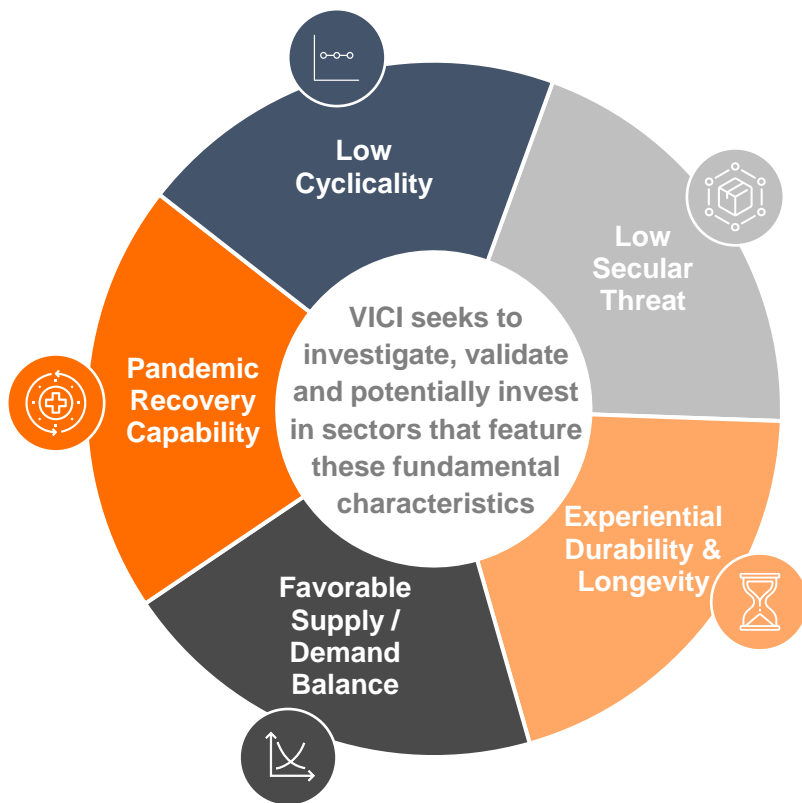 Low
Cyclicality
Low
Secular
Threat
Experiential
Durability &
Longevity
Favorable
Supply /
Demand
Balance
Pandemic
Recovery
Capability
VICI seeks to
investigate, validate
and potentially invest
in sectors that feature
these fundamental
characteristics